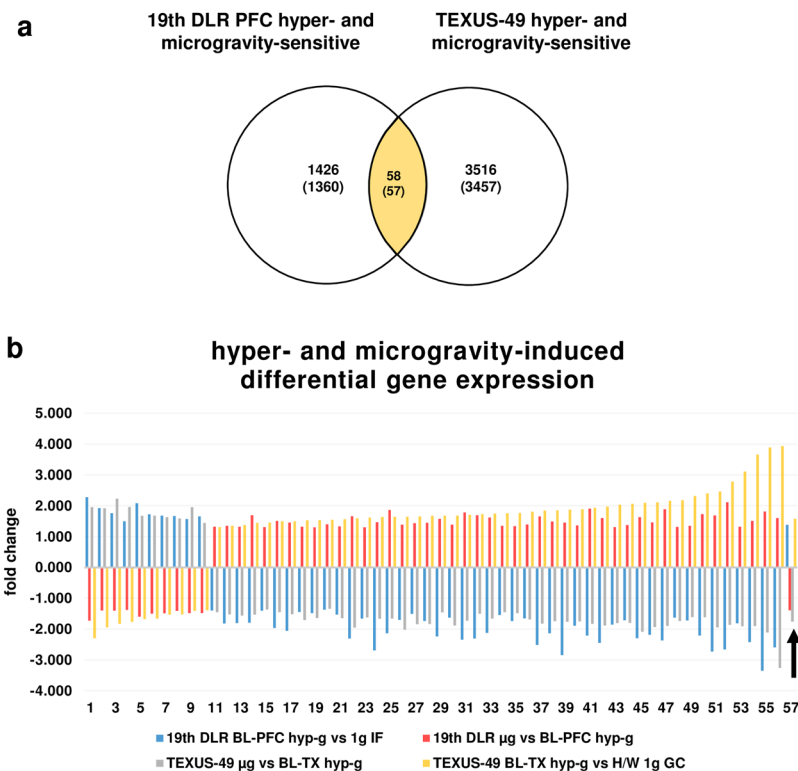 a
19th DLR PFC hyper- and
microgravity-sensitive
TEXUS-49 hyper- and
microgravity-sensitive
1426
(1360)
58
(57)
3516
(3457)
b
hyper- and microgravity-induced
differential gene expression
fold change
5.000
4.000
3.000
2.000
1.000
0.000
-1.000
-2.000
-3.000
-4.000
1 3 5 7 9 11 13 15 17 19 21 23 25 27 29 31 33 35 37 39 41 43 45 47 49 51 53 55 57
19th DLR BL-PFC hyp-g vs 1g IF
19th DLR µg vs BL-PFC hyp-g
TEXUS-49 µg vs BL-TX hyp-g
TEXUS-49 BL-TX hyp-g vs H/W 1g GC